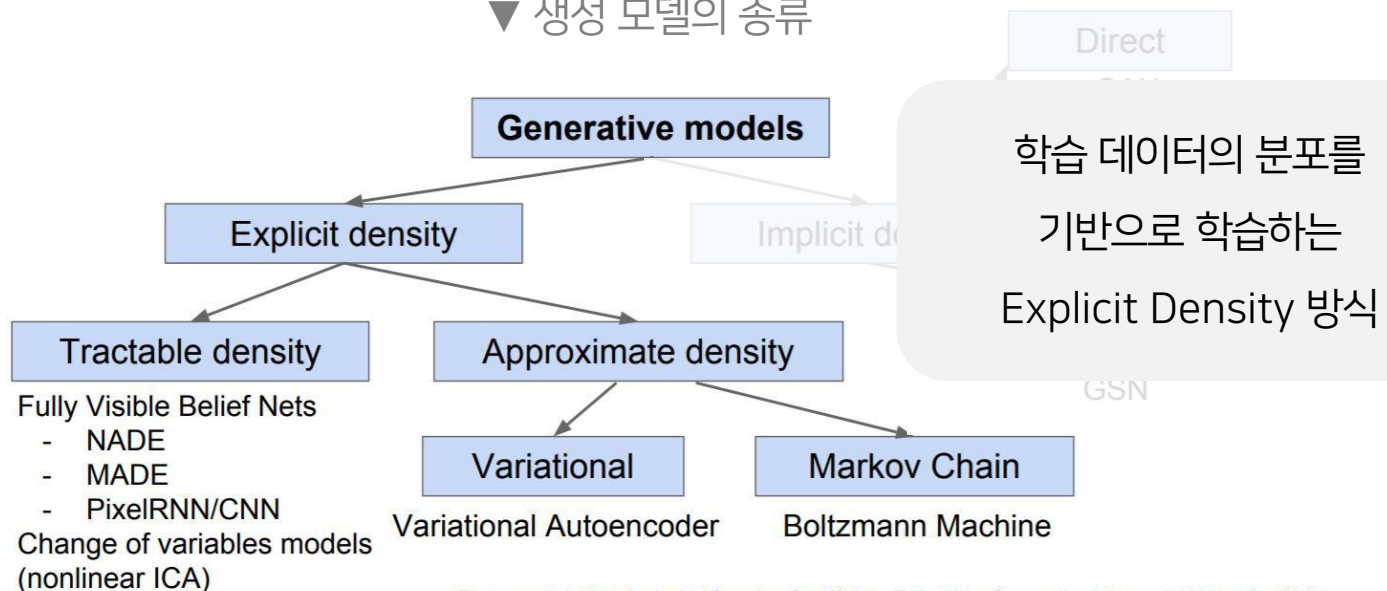 ▼ 생성 모델의 종류
Direct
Generative models
학습 데이터의 분포를
기반으로 학습하는
Explicit Density 방식
Explicit density
Implicit
Tractable density
Approximate density
GSN
Fully Visible Belief Nets
- NADE
- MADE
- PixelRNN/CNN
Change of variables models
(nonlinear ICA)
Variational
Markov Chain
Variational Autoencoder
Boltzmann Machine